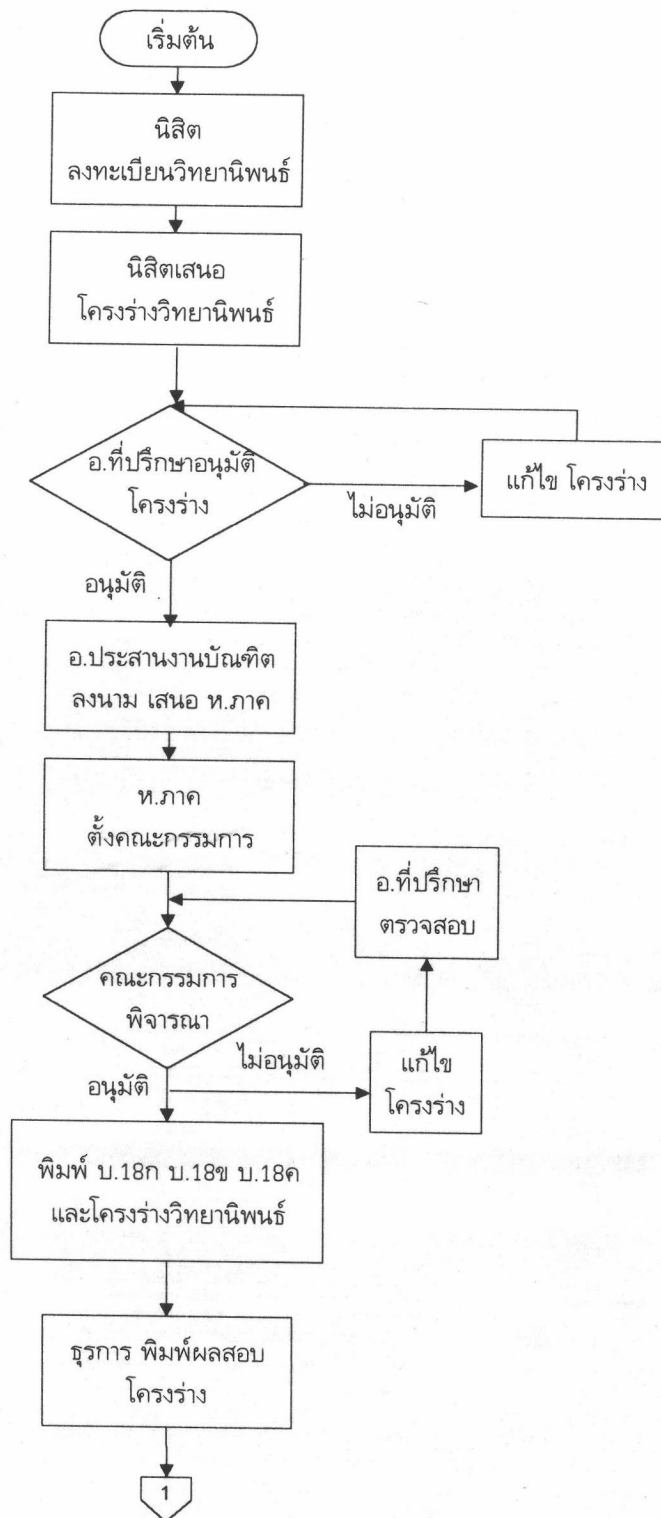 เริ่มต้น
นิสิต
ลงทะเบียนวิทยานิพนธ์
นิสิตเสนอ
โครงร่างวิทยานิพนธ์
อ.ที่ปรึกษาอนุมัติ
โครงร่าง
ไม่อนุมัติ
แก้ไข โครงร่าง
อนุมัติ
อ.ประสานงานบัณฑิต
ลงนาม เสนอ ห.ภาค
ห.ภาค
ตั้งคณะกรรมการ
อ.ที่ปรึกษา
ตรวจสอบ
คณะกรรมการ
พิจารณา
ไม่อนุมัติ
แก้ไข
โครงร่าง
อนุมัติ
พิมพ์ บ.18ก บ.18ข บ.18ค
และโครงร่างวิทยานิพนธ์
ธุรการ พิมพ์ผลสอบ
โครงร่าง
1